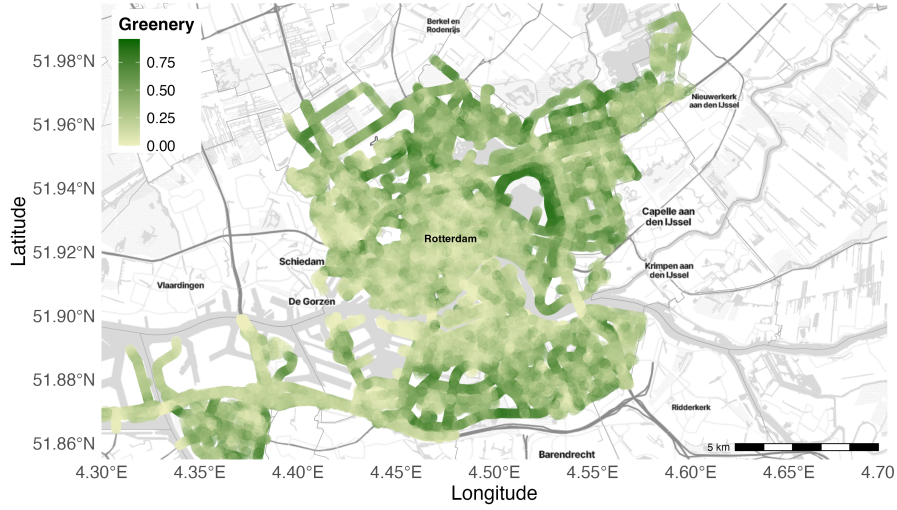 Greenery
0.75
0.50
0.25
0.00
Berkel en
Rodenrijs
Nieuwerkerk
aan den IJssel
Capelle aan
den IJssel
Rotterdam
Schiedam
Krimpen aan
den IJssel
Vlaardingen
De Gorzen
Ridderkerk
Barendrecht
5 km
51.98°N
51.96°N
51.94°N
51.92°N
51.90°N
51.88°N
51.86°N
Latitude
4.30°E
4.35°E
4.40°E
4.45°E
4.50°E
4.55°E
4.60°E
4.65°E
4.70
Longitude